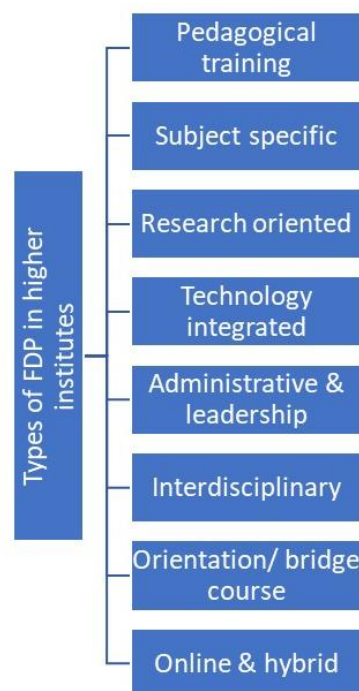 Types of FDP in higher
institutes
Pedagogical
training
Subject specific
Research oriented
Technology
integrated
Administrative &
leadership
Interdisciplinary
Orientation/ bridge
course
Online & hybrid